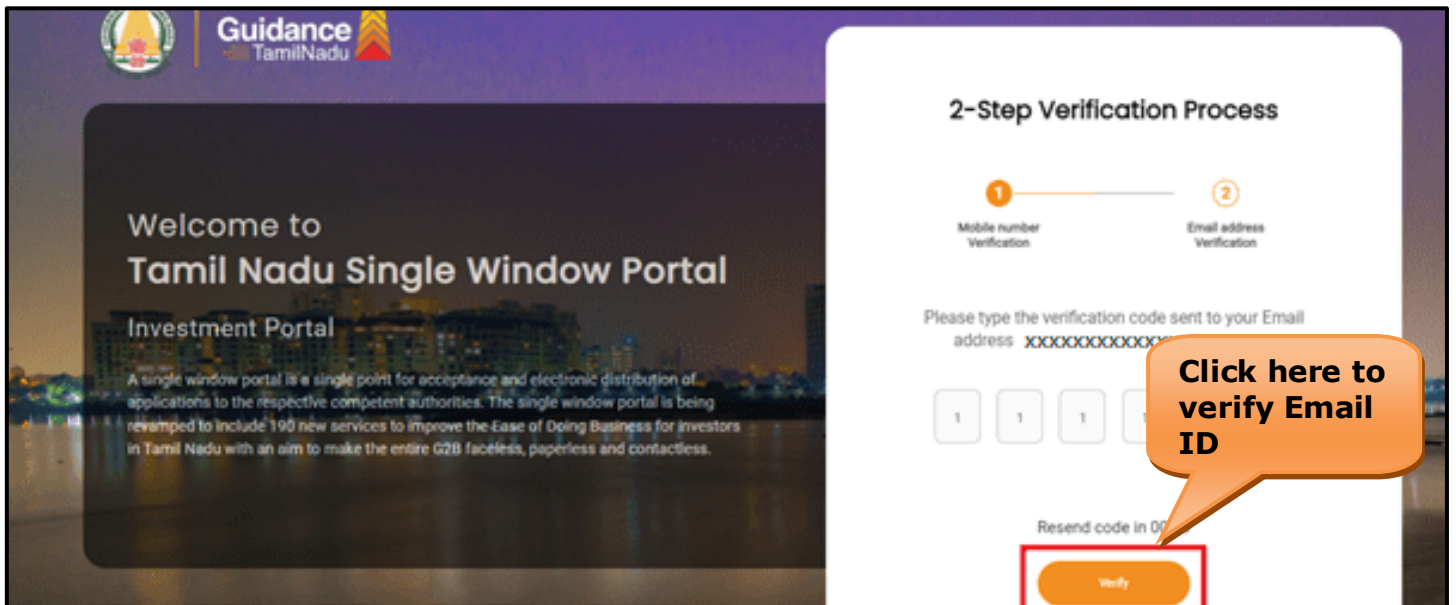 Guidance
TamilNadu
Welcome to
Tamil Nadu Single Window Portal
Investment Portal
A single window portal is a single point for acceptance and electronic distribution of
applications to the respective competent authorities. The single window portal is being
revamped to include 190 new services to improve the Ease of Doing Business for investors
in Tamil Nadu with an aim to make the entire G2B faceless, paperless and contactless.
2-Step Verification Process
1
2
Mobile number
Verification
Email address
Verification
Please type the verification code sent to your Email
address XXXXXXXXXXXXX
1 1 1 1
Resend code in
Verify
Click here to
verify Email
ID